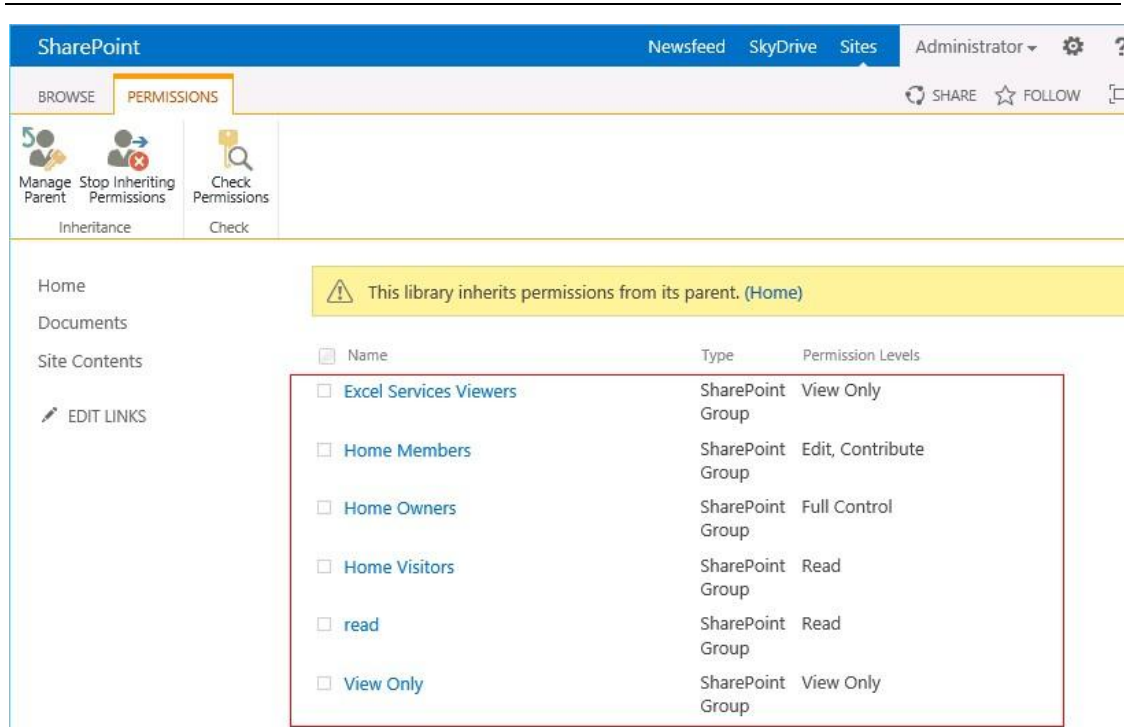 SharePoint Newsfeed SkyDrive Sites Administrator ?
BROWSE PERMISSIONS SHARE FOLLOW
Manage Parent
Stop Inheriting Permissions
Check Permissions
Inheritance Check
Home
Documents
Site Contents
EDIT LINKS
This library inherits permissions from its parent. (Home)
Name Type Permission Levels
Excel Services Viewers SharePoint Group View Only
Home Members SharePoint Group Edit, Contribute
Home Owners SharePoint Group Full Control
Home Visitors SharePoint Group Read
read SharePoint Group Read
View Only SharePoint Group View Only